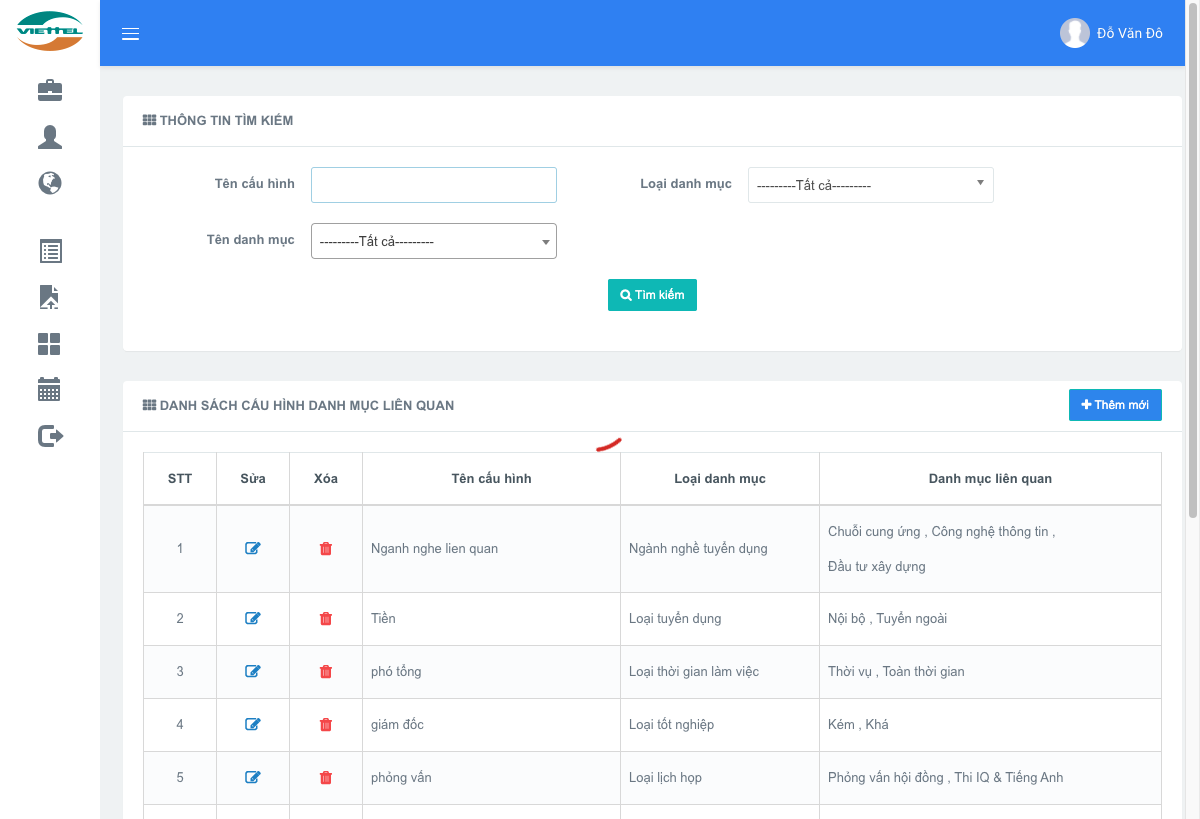 VIETTEL
Đỗ Văn Đô
THÔNG TIN TÌM KIẾM
Tên cấu hình
Loại danh mục
---------Tất cả---------
Tên danh mục
---------Tất cả---------
Tìm kiếm
DANH SÁCH CẤU HÌNH DANH MỤC LIÊN QUAN
Thêm mới
STT Sửa Xóa Tên cấu hình Loại danh mục Danh mục liên quan
1 Nganh nghe lien quan Ngành nghề tuyển dụng Chuỗi cung ứng , Công nghệ thông tin ,
Đầu tư xây dựng
2 Tiền Loại tuyển dụng Nội bộ , Tuyển ngoài
3 phó tổng Loại thời gian làm việc Thời vụ , Toàn thời gian
4 giám đốc Loại tốt nghiệp Kém , Khá
5 phỏng vấn Loại lịch họp Phỏng vấn hội đồng , Thi IQ & Tiếng Anh